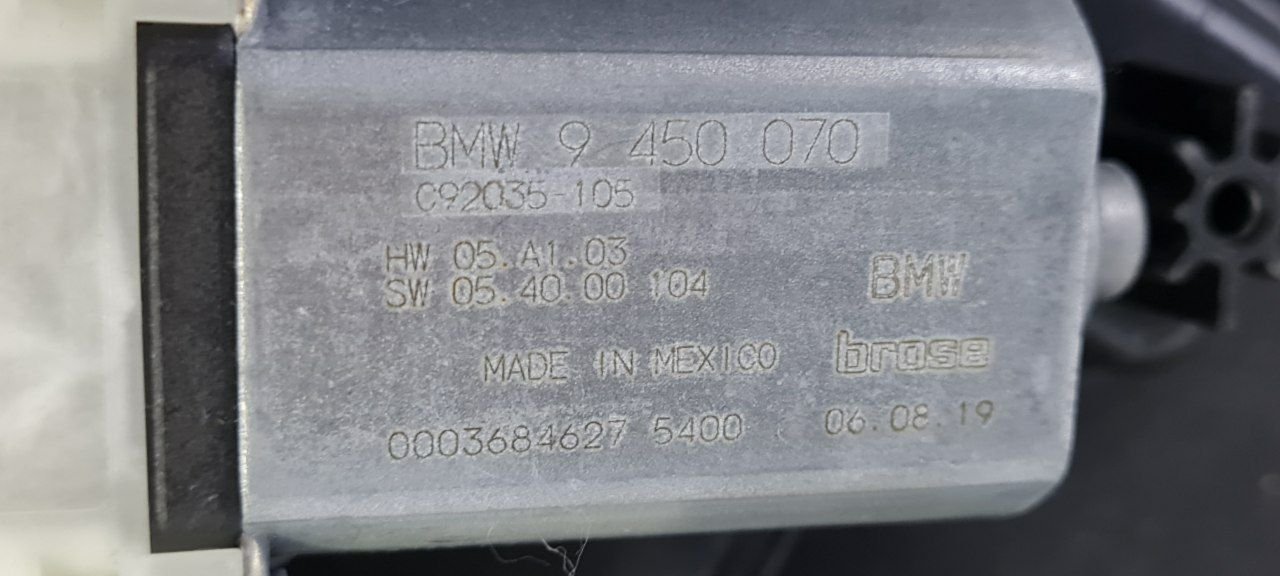 BMW 9 450 070
C92035-105
HW 05.A1.03
SW 05.40.00 104
BMW
MADE IN MEXICO
brose
0003684627 5400
06.08.19